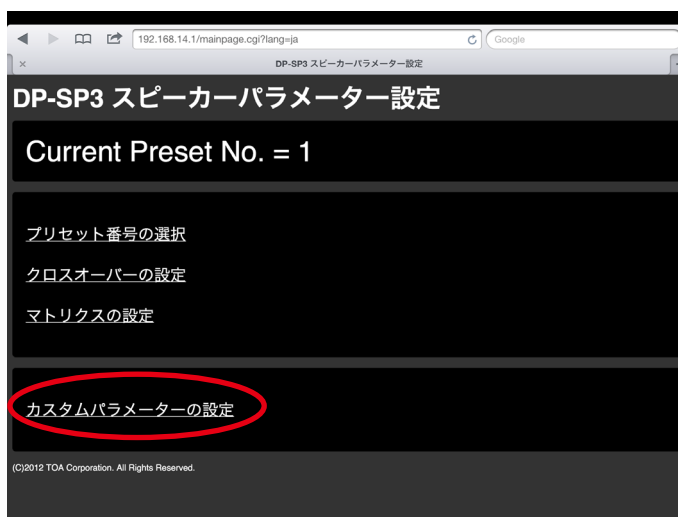 192.168.14.1/mainpage.cgi?lang=ja
Google
DP-SP3 スピーカーパラメーター設定
DP-SP3 スピーカーパラメーター設定
Current Preset No. = 1
プリセット番号の選択
クロスオーバーの設定
マトリクスの設定
カスタムパラメーターの設定
(C)2012 TOA Corporation. All Rights Reserved.